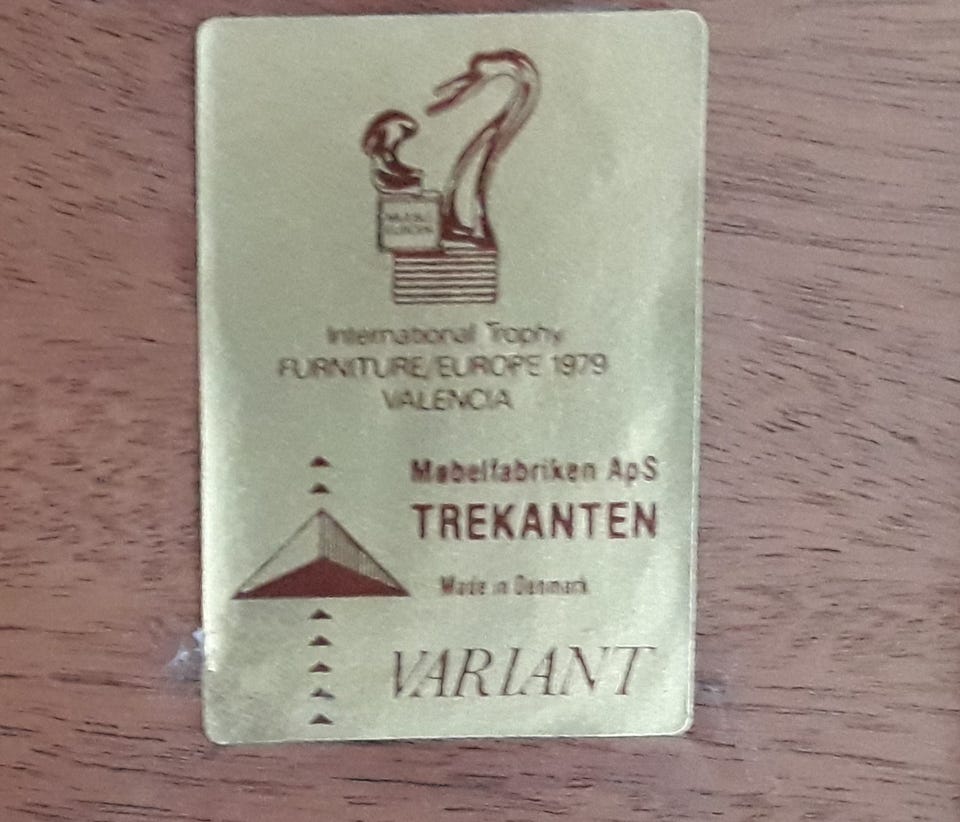 International Trophy
FURNITURE/EUROPE 1979
VALENCIA
Møbelfabriken ApS
TREKANTEN
Made in Denmark
VARIANT